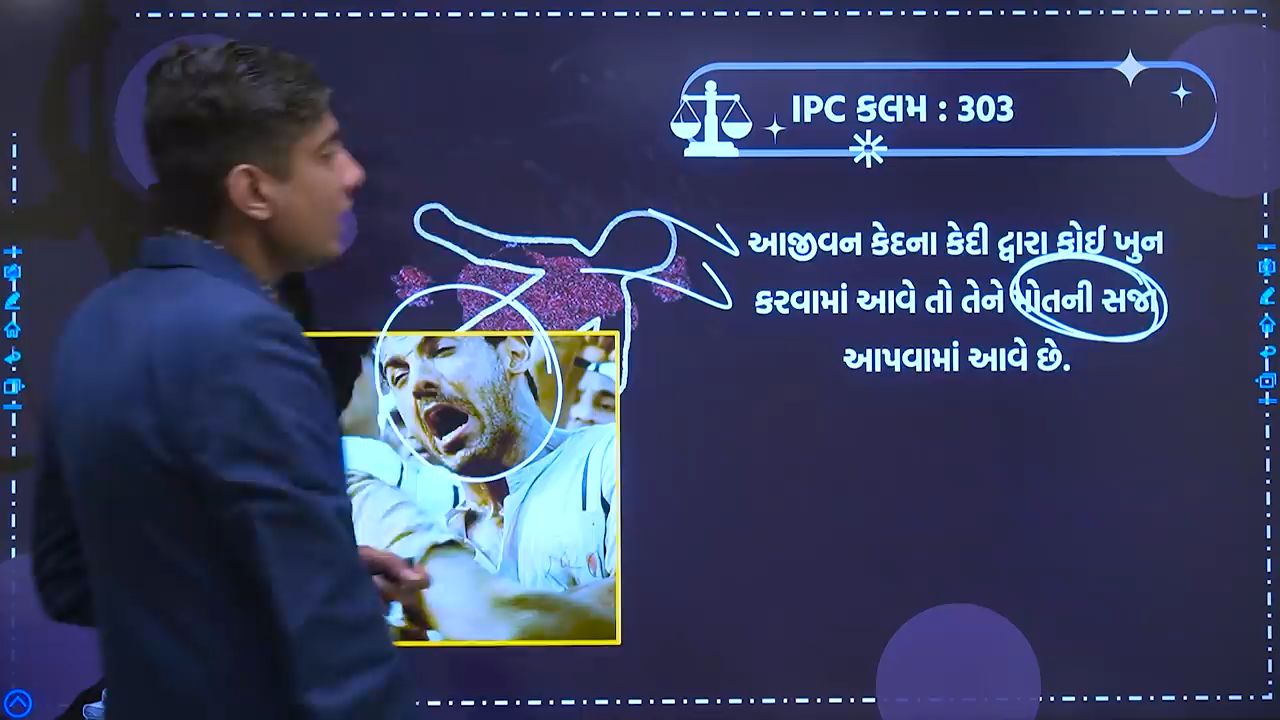 IPC કલમ : 303
આજીવન કેદના કેદી દ્વારા કોઈ ખુન
કરવામાં આવે તો તેને મોતની સજા
આપવામાં આવે છે.